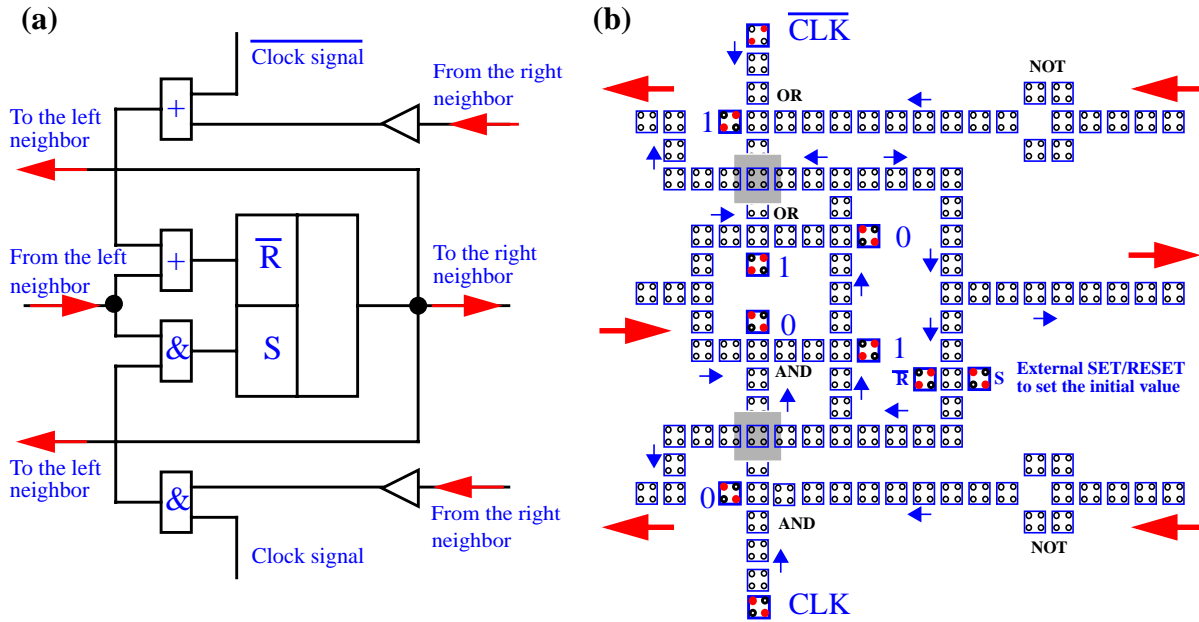 (a)
Clock signal
From the right
neighbor
+
To the left
neighbor
From the left
neighbor
+
R
To the right
neighbor
&
S
To the left
neighbor
&
From the right
neighbor
Clock signal
(b)
CLK
NOT
OR
1
OR
0
1
0
1
AND
R
S
External SET/RESET
to set the initial value
0
AND
NOT
CLK